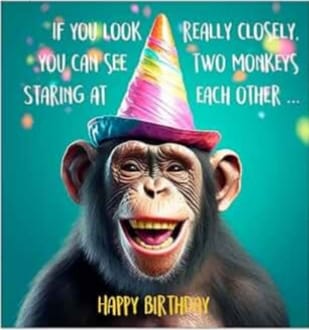 IF YOU LOOK REALLY CLOSELY,
YOU CAN SEE TWO MONKEYS
STARING AT EACH OTHER ...
HAPPY BIRTHDAY